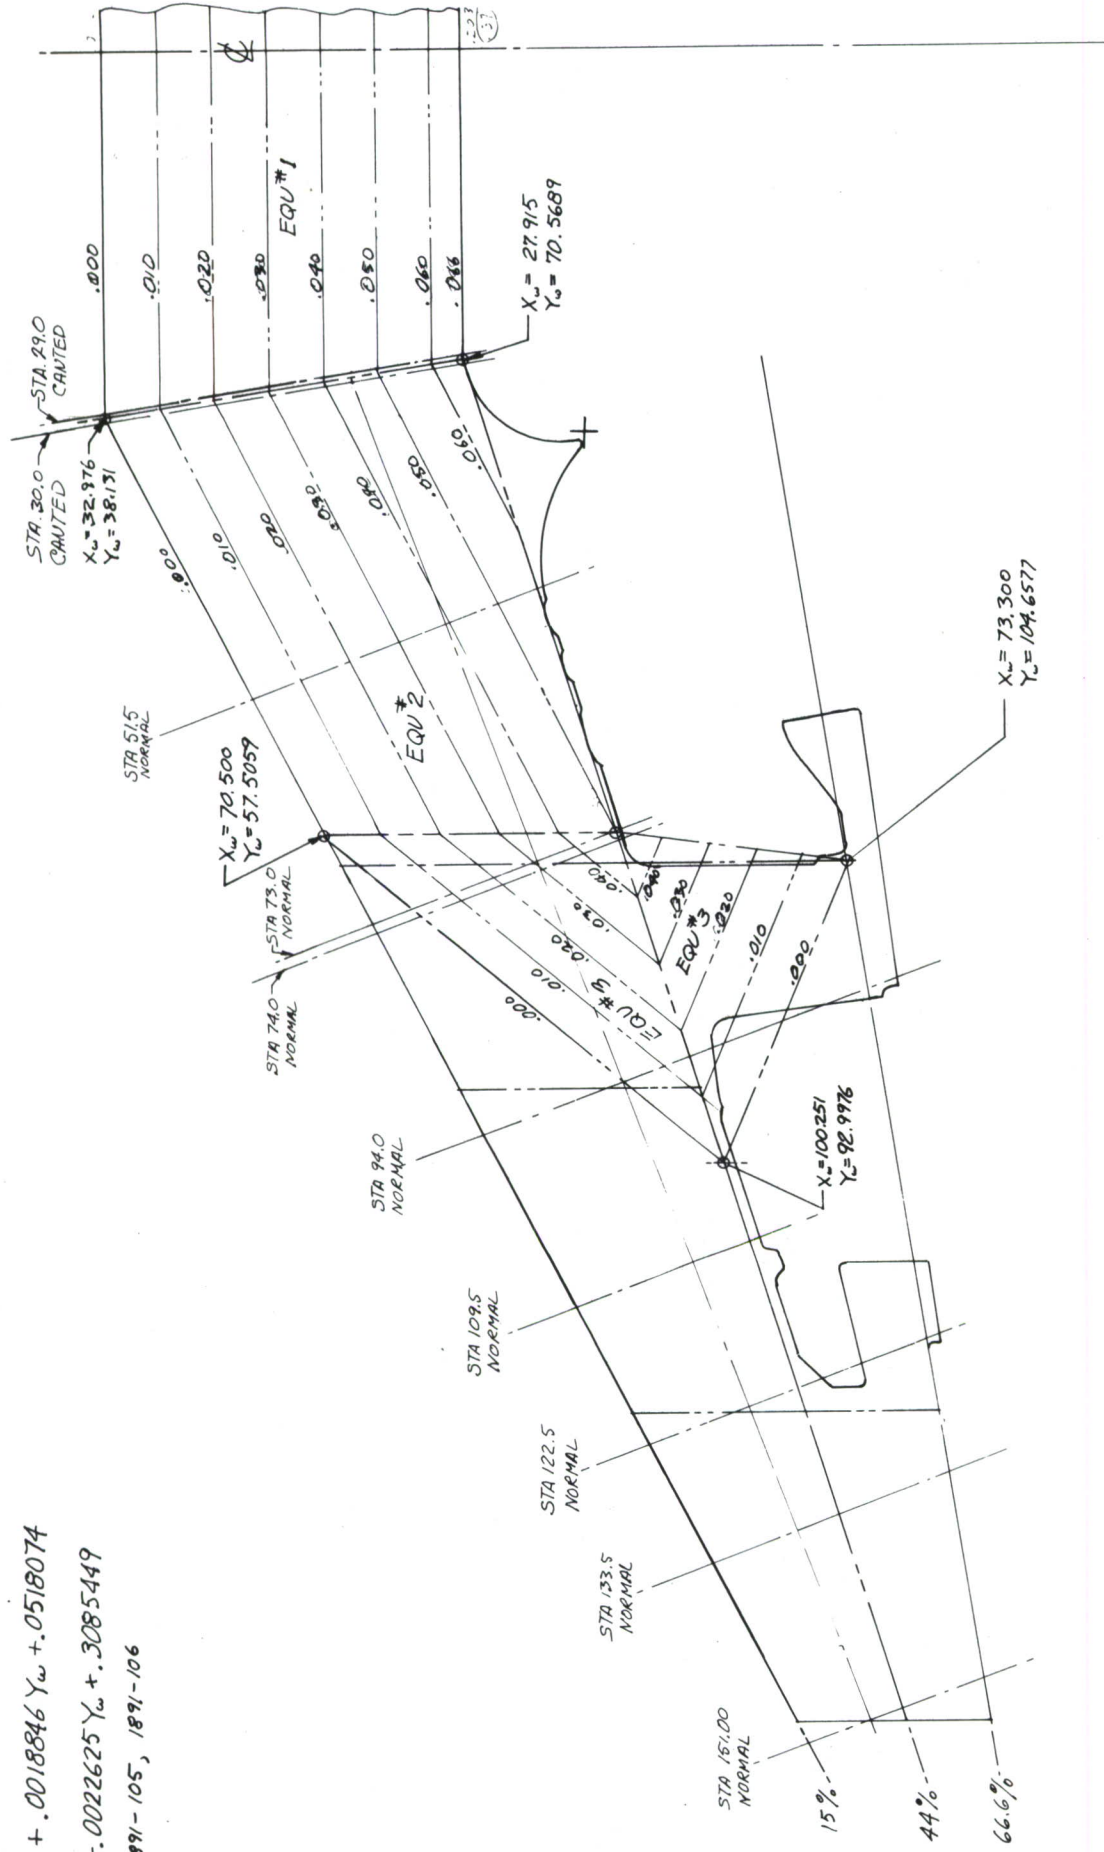 + .0018846 Yω + .0518074
-.0022625 Yω + .3085449
891-105, 1891-106
STA. 30.0
CANTED
STA. 29.0
CANTED
Xω = 32.976
Yω = 38.131
.000
.010
.020
.030
.040
.050
.060
.066
EQU #1
℄
Xω = 27.915
Yω = 70.5689
.000
.010
.020
.030
.040
.050
.060
EQU #2
STA 51.5
NORMAL
Xω = 70.500
Yω = 57.5059
STA 73.0
NORMAL
STA 74.0
NORMAL
.000
.010
.020
.030
.040
EQU #3
.040
.030
.020
.010
.000
EQU #3
Xω = 73.300
Yω = 104.6577
Xω = 100.251
Yω = 92.9976
STA 94.0
NORMAL
STA 109.5
NORMAL
STA 122.5
NORMAL
STA 133.5
NORMAL
STA 151.00
NORMAL
15%
44%
66.6%